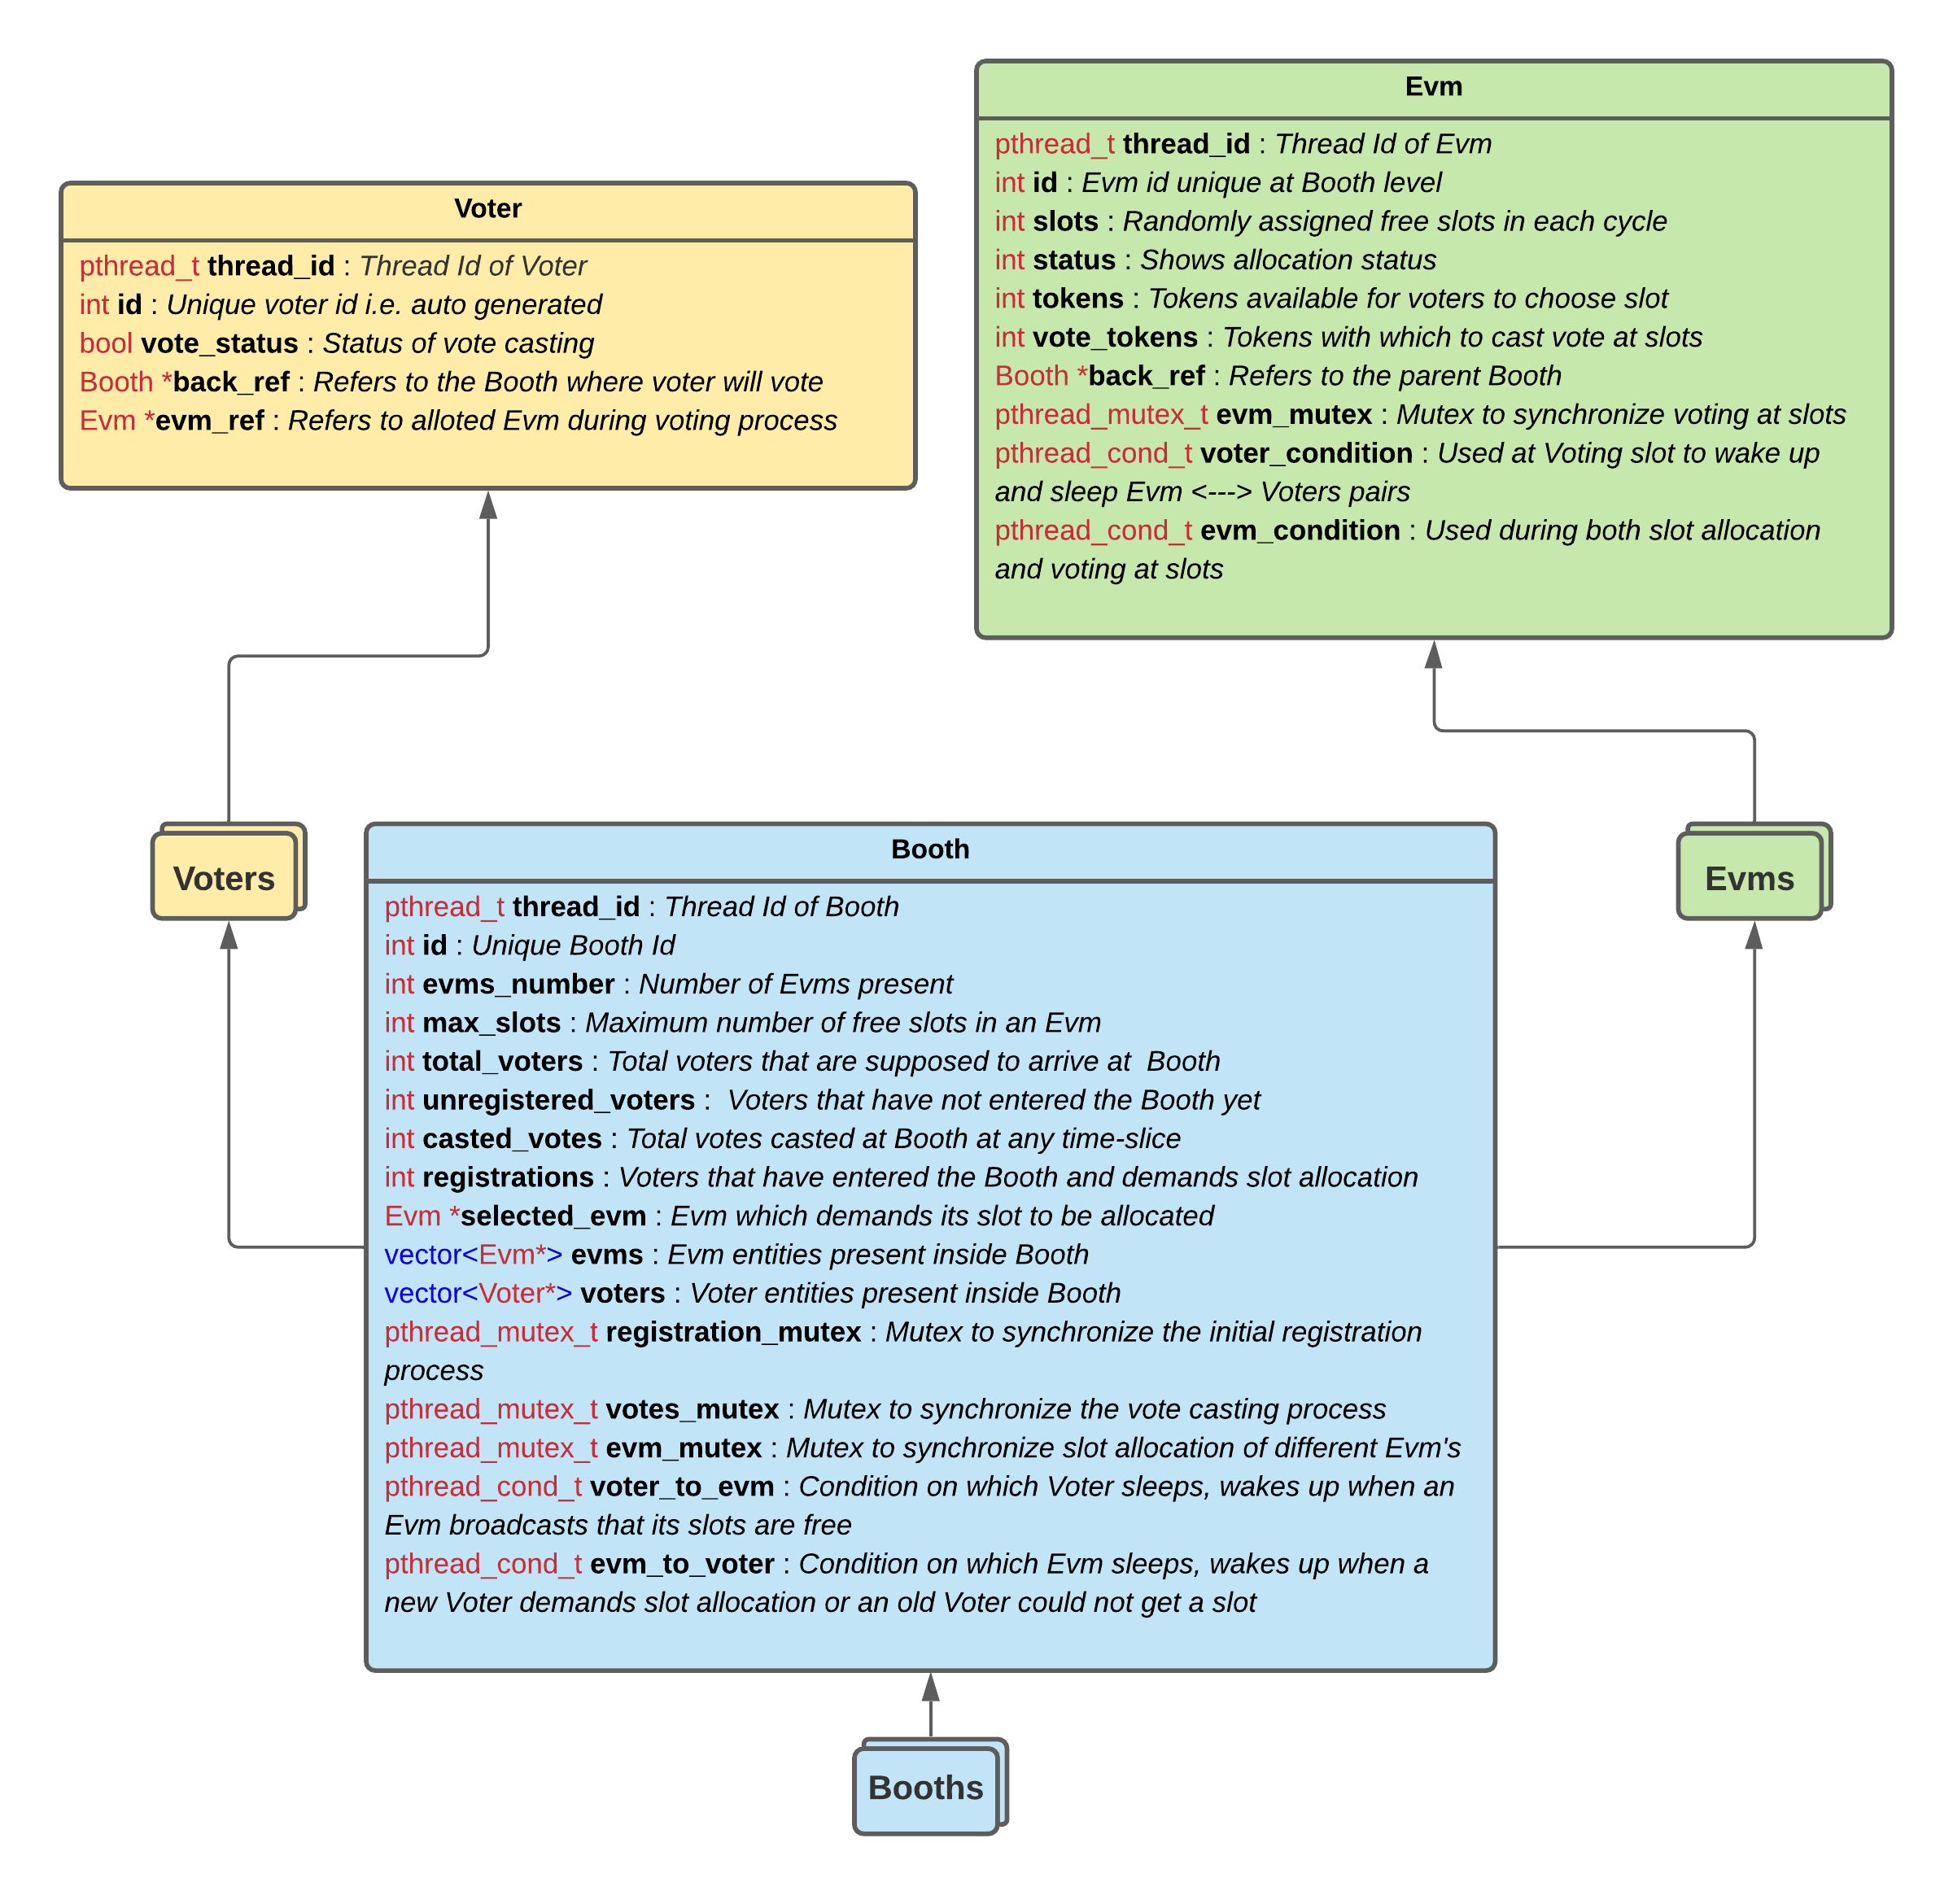 Evm
pthread_t thread_id : Thread Id of Evm
int id : Evm id unique at Booth level
int slots : Randomly assigned free slots in each cycle
int status : Shows allocation status
int tokens : Tokens available for voters to choose slot
int vote_tokens : Tokens with which to cast vote at slots
Booth *back_ref : Refers to the parent Booth
pthread_mutex_t evm_mutex : Mutex to synchronize voting at slots
pthread_cond_t voter_condition : Used at Voting slot to wake up
and sleep Evm <---> Voters pairs
pthread_cond_t evm_condition : Used during both slot allocation
and voting at slots
Voter
pthread_t thread_id : Thread Id of Voter
int id : Unique voter id i.e. auto generated
bool vote_status : Status of vote casting
Booth *back_ref : Refers to the Booth where voter will vote
Evm *evm_ref : Refers to alloted Evm during voting process
Voters
Booth
pthread_t thread_id : Thread Id of Booth
int id : Unique Booth Id
int evms_number : Number of Evms present
int max_slots : Maximum number of free slots in an Evm
int total_voters : Total voters that are supposed to arrive at  Booth
int unregistered_voters :  Voters that have not entered the Booth yet
int casted_votes : Total votes casted at Booth at any time-slice
int registrations : Voters that have entered the Booth and demands slot allocation
Evm *selected_evm : Evm which demands its slot to be allocated
vector<Evm*> evms : Evm entities present inside Booth
vector<Voter*> voters : Voter entities present inside Booth
pthread_mutex_t registration_mutex : Mutex to synchronize the initial registration
process
pthread_mutex_t votes_mutex : Mutex to synchronize the vote casting process
pthread_mutex_t evm_mutex : Mutex to synchronize slot allocation of different Evm's
pthread_cond_t voter_to_evm : Condition on which Voter sleeps, wakes up when an
Evm broadcasts that its slots are free
pthread_cond_t evm_to_voter : Condition on which Evm sleeps, wakes up when a
new Voter demands slot allocation or an old Voter could not get a slot
Evms
Booths